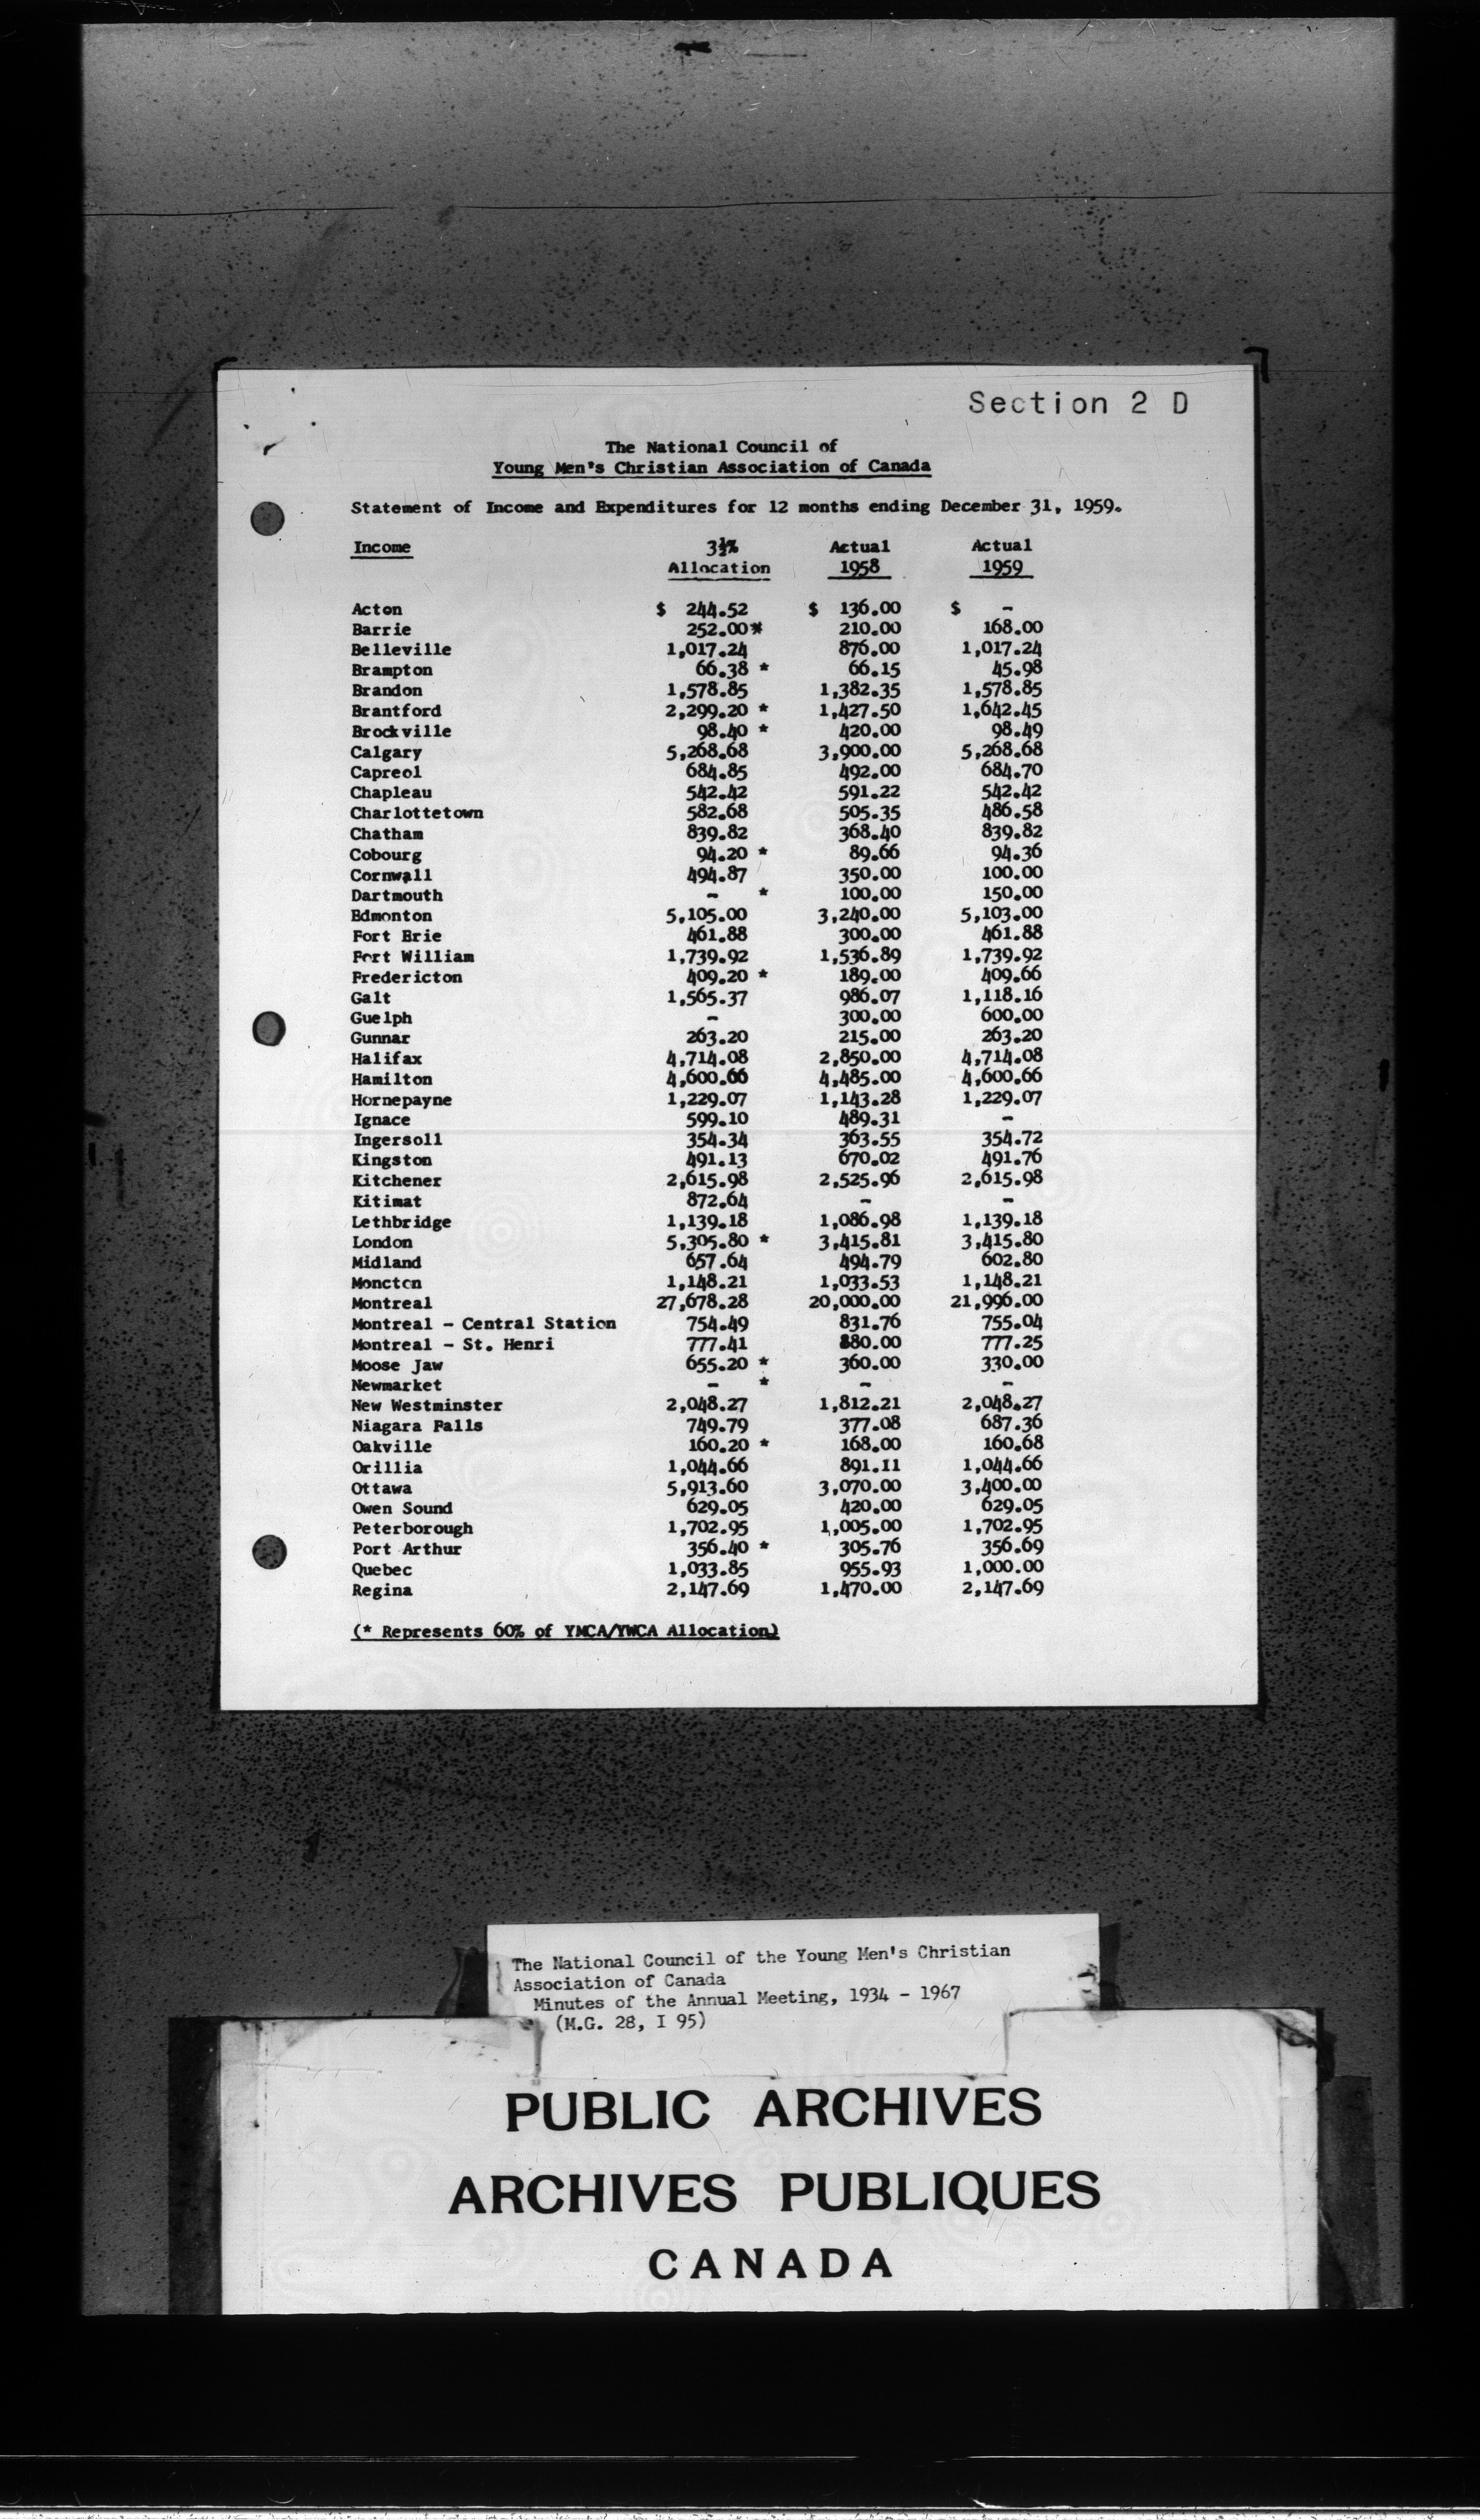 Section 2 D
The National Council of
Young Men's Christian Association of Canada
Statement of Income and Expenditures for 12 months ending December 31, 1959.
Income 3½% Actual Actual
Allocation 1958 1959
Acton $ 244.52 $ 136.00 $ -
Barrie 252.00* 210.00 168.00
Belleville 1,017.24 876.00 1,017.24
Brampton 66.38 * 66.15 45.98
Brandon 1,578.85 1,382.35 1,578.85
Brantford 2,299.20 * 1,427.50 1,642.45
Brockville 98.40 * 420.00 98.49
Calgary 5,268.68 3,900.00 5,268.68
Capreol 684.85 492.00 684.70
Chapleau 542.42 591.22 542.42
Charlottetown 582.68 505.35 486.58
Chatham 839.82 368.40 839.82
Cobourg 94.20 * 89.66 94.36
Cornwall 494.87 350.00 100.00
Dartmouth - * 100.00 150.00
Edmonton 5,105.00 3,240.00 5,103.00
Fort Erie 461.88 300.00 461.88
Fort William 1,739.92 1,536.89 1,739.92
Fredericton 409.20 * 189.00 409.66
Galt 1,565.37 986.07 1,118.16
Guelph - 300.00 600.00
Gunnar 263.20 215.00 263.20
Halifax 4,714.08 2,850.00 4,714.08
Hamilton 4,600.66 4,485.00 4,600.66
Hornepayne 1,229.07 1,143.28 1,229.07
Ignace 599.10 489.31 -
Ingersoll 354.34 363.55 354.72
Kingston 491.13 670.02 491.76
Kitchener 2,615.98 2,525.96 2,615.98
Kitimat 872.64 - -
Lethbridge 1,139.18 1,086.98 1,139.18
London 5,305.80 * 3,415.81 3,415.80
Midland 657.64 494.79 602.80
Moncton 1,148.21 1,033.53 1,148.21
Montreal 27,678.28 20,000.00 21,996.00
Montreal - Central Station 754.49 831.76 755.04
Montreal - St. Henri 777.41 880.00 777.25
Moose Jaw 655.20 * 360.00 330.00
Newmarket - * - -
New Westminster 2,048.27 1,812.21 2,048.27
Niagara Falls 749.79 377.08 687.36
Oakville 160.20 * 168.00 160.68
Orillia 1,044.66 891.11 1,044.66
Ottawa 5,913.60 3,070.00 3,400.00
Owen Sound 629.05 420.00 629.05
Peterborough 1,702.95 1,005.00 1,702.95
Port Arthur 356.40 * 305.76 356.69
Quebec 1,033.85 955.93 1,000.00
Regina 2,147.69 1,470.00 2,147.69
(* Represents 60% of YMCA/YWCA Allocation)
The National Council of the Young Men's Christian
Association of Canada
Minutes of the Annual Meeting, 1934 - 1967
(M.G. 28, I 95)
PUBLIC ARCHIVES
ARCHIVES PUBLIQUES
CANADA